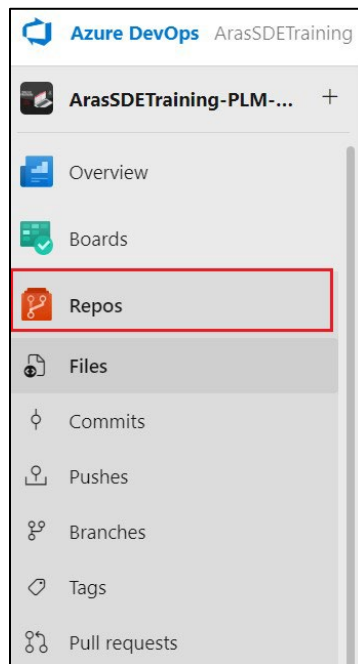 Azure DevOps ArasSDETraining
ArasSDETraining-PLM-... +
Overview
Boards
Repos
Files
Commits
Pushes
Branches
Tags
Pull requests